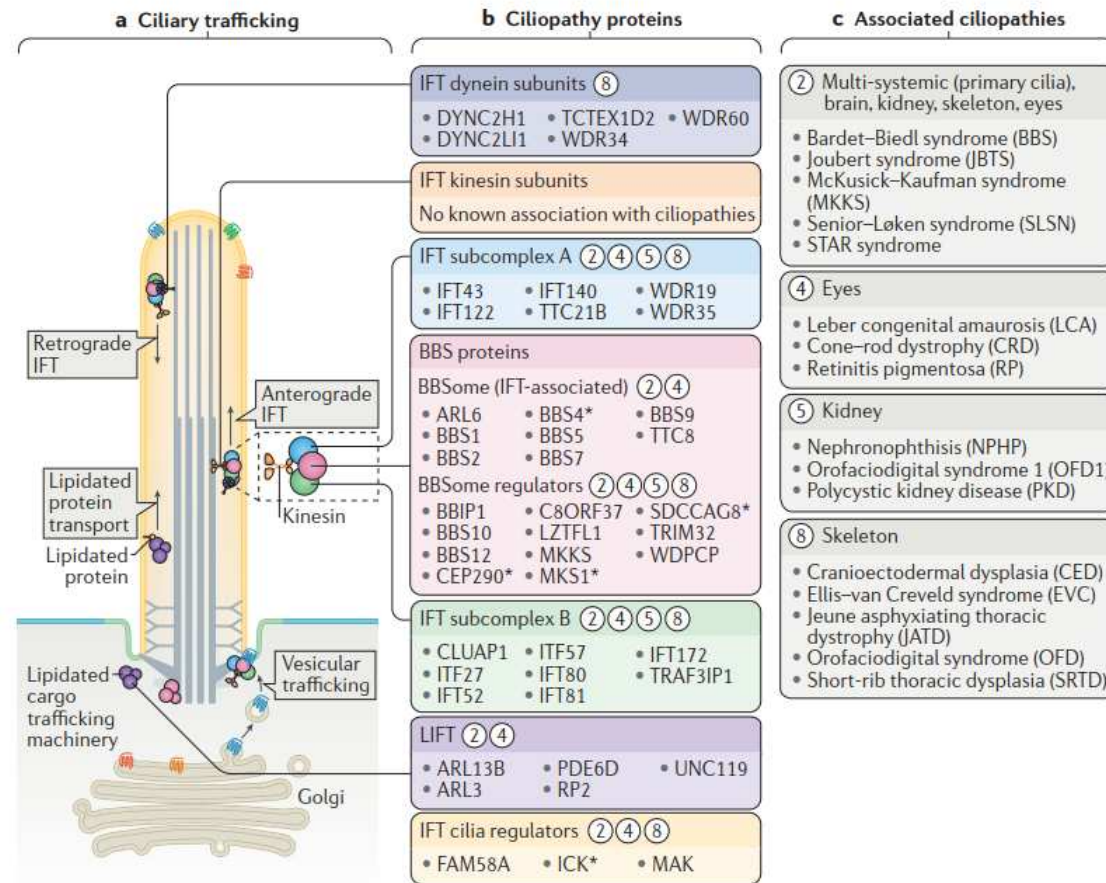 a Ciliary trafficking
Retrograde
IFT
Anterograde
IFT
Lipidated
protein
transport
Lipidated
protein
Kinesin
Lipidated
cargo
trafficking
machinery
Vesicular
trafficking
Golgi
b Ciliopathy proteins
IFT dynein subunits 8
• DYNC2H1 • TCTEX1D2 • WDR60
• DYNC2LI1 • WDR34
IFT kinesin subunits
No known association with ciliopathies
IFT subcomplex A 2 4 5 8
• IFT43 • IFT140 • WDR19
• IFT122 • TTC21B • WDR35
BBS proteins
BBSome (IFT-associated) 2 4
• ARL6 • BBS4* • BBS9
• BBS1 • BBS5 • TTC8
• BBS2 • BBS7
BBSome regulators 2 4 5 8
• BBIP1 • C8ORF37 • SDCCAG8*
• BBS10 • LZTFL1 • TRIM32
• BBS12 • MKKS • WDPCP
• CEP290* • MKS1*
IFT subcomplex B 2 4 5 8
• CLUAP1 • ITF57 • IFT172
• ITF27 • IFT80 • TRAF3IP1
• IFT52 • IFT81
LIFT 2 4
• ARL13B • PDE6D • UNC119
• ARL3 • RP2
IFT cilia regulators 2 4 8
• FAM58A • ICK* • MAK
c Associated ciliopathies
2 Multi-systemic (primary cilia),
brain, kidney, skeleton, eyes
• Bardet–Biedl syndrome (BBS)
• Joubert syndrome (JBTS)
• McKusick–Kaufman syndrome
(MKKS)
• Senior–Løken syndrome (SLSN)
• STAR syndrome
4 Eyes
• Leber congenital amaurosis (LCA)
• Cone–rod dystrophy (CRD)
• Retinitis pigmentosa (RP)
5 Kidney
• Nephronophthisis (NPHP)
• Orofaciodigital syndrome 1 (OFD1)
• Polycystic kidney disease (PKD)
8 Skeleton
• Cranioectodermal dysplasia (CED)
• Ellis–van Creveld syndrome (EVC)
• Jeune asphyxiating thoracic
dystrophy (JATD)
• Orofaciodigital syndrome (OFD)
• Short-rib thoracic dysplasia (SRTD)